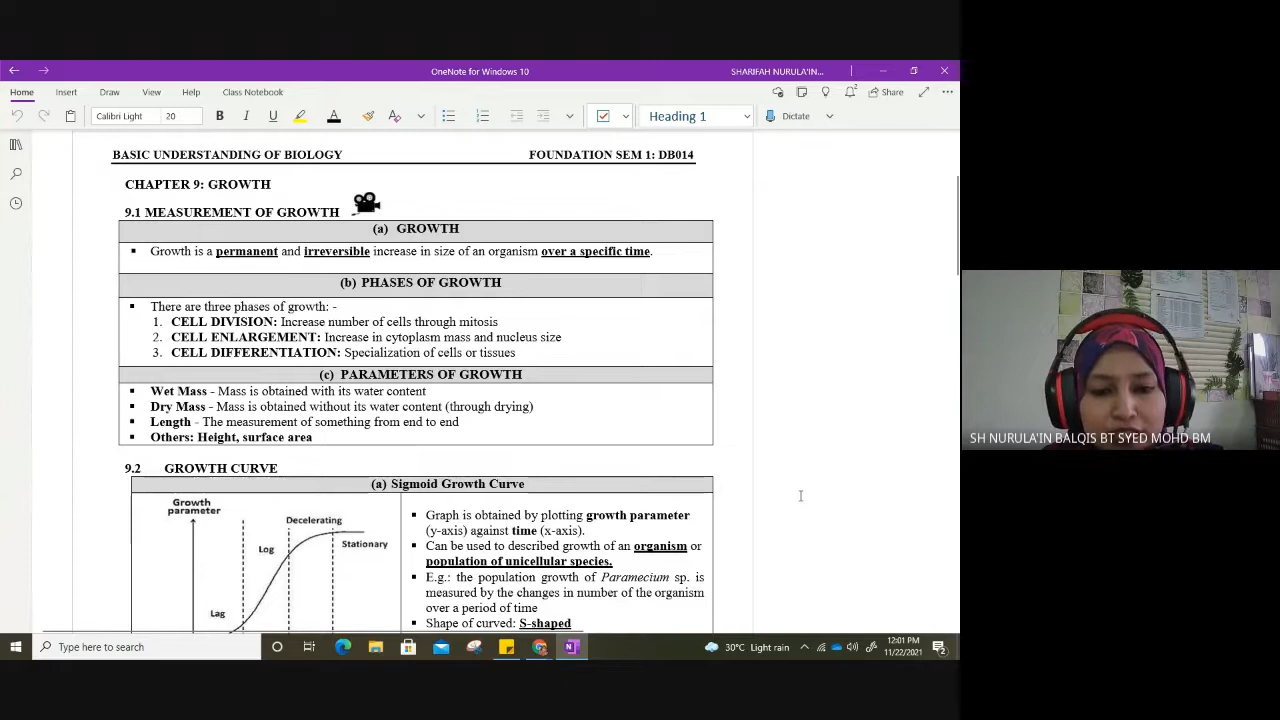 OneNote for Windows 10
SHARIFAH NURULA'IN...
Home Insert Draw View Help Class Notebook
Share
Calibri Light 20
B I U A
Heading 1
Dictate
BASIC UNDERSTANDING OF BIOLOGY FOUNDATION SEM 1: DB014
CHAPTER 9: GROWTH
9.1 MEASUREMENT OF GROWTH
(a) GROWTH
▪ Growth is a permanent and irreversible increase in size of an organism over a specific time.
(b) PHASES OF GROWTH
▪ There are three phases of growth: -
1. CELL DIVISION: Increase number of cells through mitosis
2. CELL ENLARGEMENT: Increase in cytoplasm mass and nucleus size
3. CELL DIFFERENTIATION: Specialization of cells or tissues
(c) PARAMETERS OF GROWTH
▪ Wet Mass - Mass is obtained with its water content
▪ Dry Mass - Mass is obtained without its water content (through drying)
▪ Length - The measurement of something from end to end
▪ Others: Height, surface area
9.2 GROWTH CURVE
(a) Sigmoid Growth Curve
Growth
parameter
Decelerating
Log
Stationary
Lag
▪ Graph is obtained by plotting growth parameter
(y-axis) against time (x-axis).
▪ Can be used to described growth of an organism or
population of unicellular species.
▪ E.g.: the population growth of Paramecium sp. is
measured by the changes in number of the organism
over a period of time
▪ Shape of curved: S-shaped
SH NURULA'IN BALQIS BT SYED MOHD BM
Type here to search
30°C Light rain
12:01 PM
11/22/2021
2